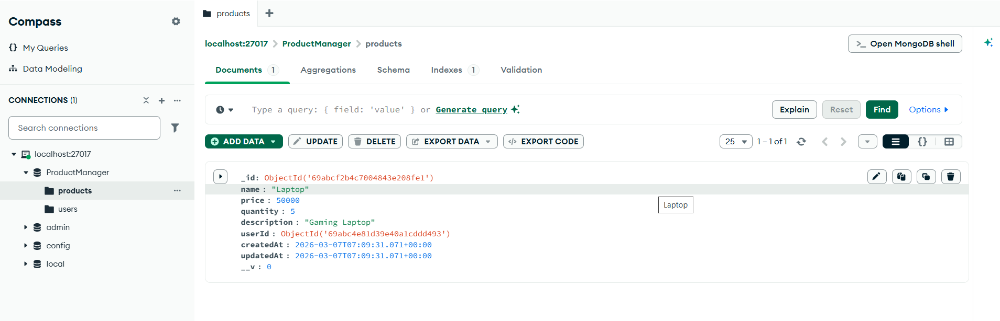 Compass
My Queries
Data Modeling
CONNECTIONS (1)
Search connections
localhost:27017
ProductManager
products
users
admin
config
local
products
localhost:27017 > ProductManager > products
>_ Open MongoDB shell
Documents 1 Aggregations Schema Indexes 1 Validation
Type a query: { field: 'value' } or Generate query
Explain Reset Find Options
ADD DATA UPDATE DELETE EXPORT DATA EXPORT CODE
25 1 – 1 of 1
_id: ObjectId('69abcf2b4c7004843e208fe1')
name : "Laptop"
price : 50000
quantity : 5
description : "Gaming Laptop"
userId : ObjectId('69abc4e81d39e40a1cddd493')
createdAt : 2026-03-07T07:09:31.071+00:00
updatedAt : 2026-03-07T07:09:31.071+00:00
__v : 0
Laptop